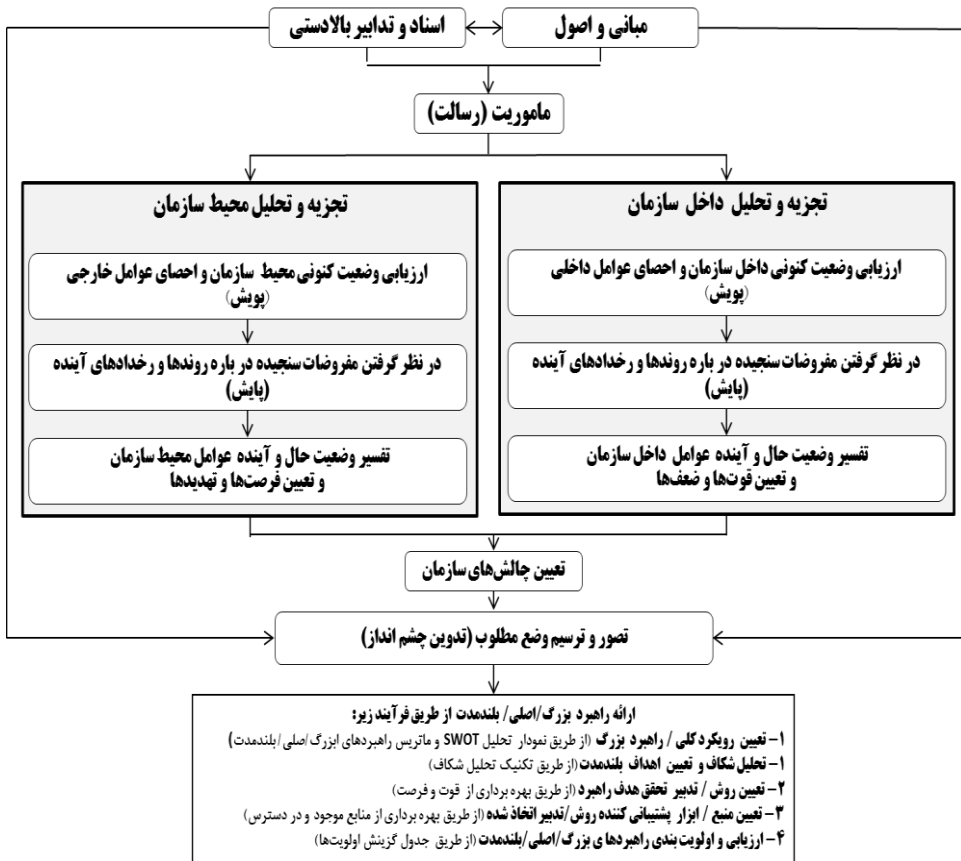 مبانی و اصول
اسناد و تدابیر بالادستی
ماموریت (رسالت)
تجزیه و تحلیل داخل سازمان
ارزیابی وضعیت کنونی داخل سازمان و احصای عوامل داخلی
(پویش)
در نظر گرفتن مفروضات سنجیده در باره روندها و رخدادهای آینده
(پایش)
تفسیر وضعیت حال و آینده عوامل داخل سازمان
و تعیین قوت‌ها و ضعف‌ها
تجزیه و تحلیل محیط سازمان
ارزیابی وضعیت کنونی محیط سازمان و احصای عوامل خارجی
(پویش)
در نظر گرفتن مفروضات سنجیده در باره روندها و رخدادهای آینده
(پایش)
تفسیر وضعیت حال و آینده عوامل محیط سازمان
و تعیین فرصت‌ها و تهدیدها
تعیین چالش‌های سازمان
تصور و ترسیم وضع مطلوب (تدوین چشم انداز)
ارائه راهبرد بزرگ/اصلی/ بلندمدت از طریق فرآیند زیر:
۱- تعیین رویکرد کلی / راهبرد بزرگ (از طریق نمودار تحلیل SWOT و ماتریس راهبردهای ابزرگ/صلی/بلندمدت)
۱- تحلیل شکاف و تعیین اهداف بلندمدت (از طریق تکنیک تحلیل شکاف)
۲- تعیین روش / تدبیر تحقق هدف راهبرد (از طریق بهره برداری از قوت و فرصت)
۳- تعیین منبع / ابزار پشتیبانی کننده روش/تدبیر اتخاذ شده (از طریق بهره برداری از منابع موجود و در دسترس)
۴- ارزیابی و اولویت بندی راهبردهای بزرگ/اصلی/بلندمدت (از طریق جدول گزینش اولویت‌ها)